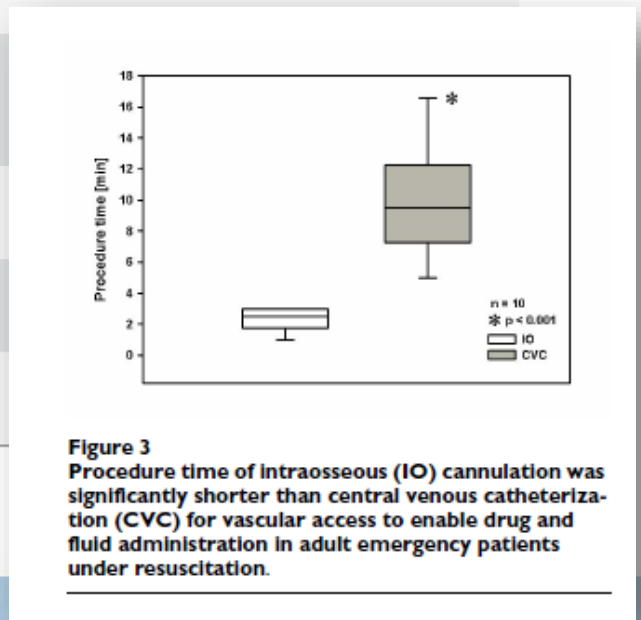 18
16
14
12
10
8
6
4
2
0
Procedure time [min]
*
n = 10
* p < 0.001
IO
CVC
Figure 3
Procedure time of intraosseous (IO) cannulation was
significantly shorter than central venous catheteriza-
tion (CVC) for vascular access to enable drug and
fluid administration in adult emergency patients
under resuscitation.